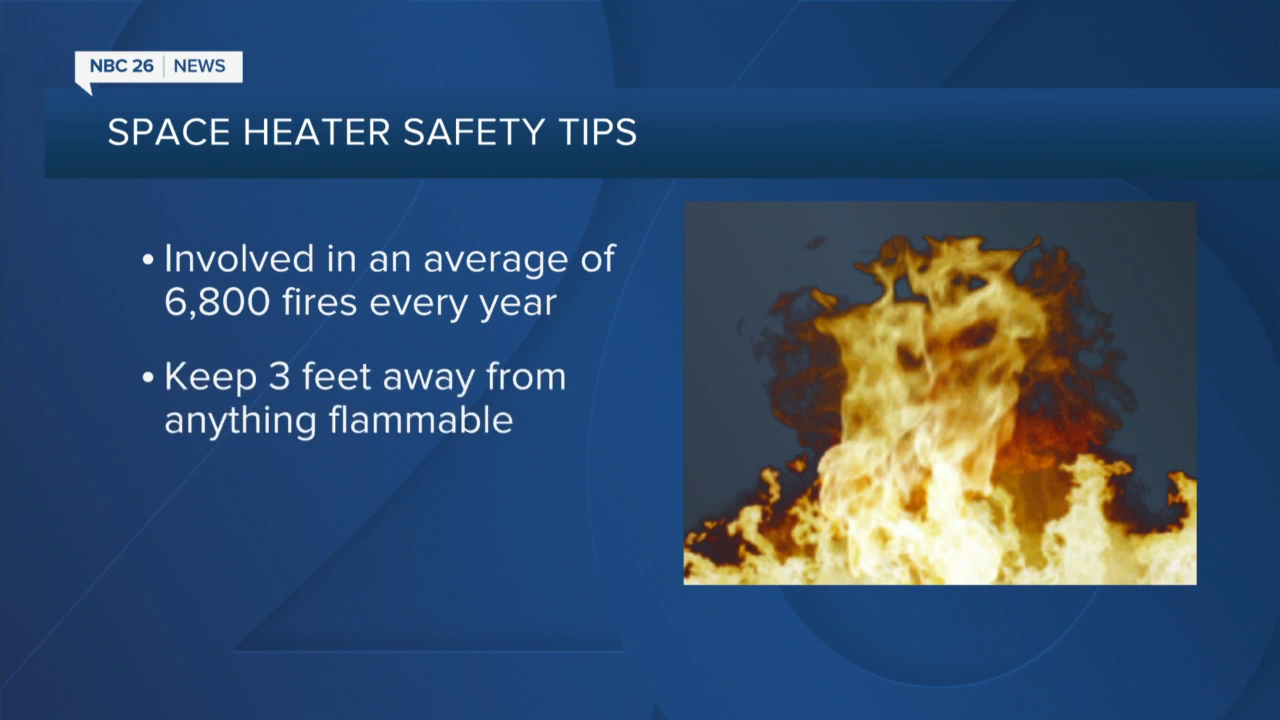 NBC 26 | NEWS
SPACE HEATER SAFETY TIPS
• Involved in an average of
6,800 fires every year
• Keep 3 feet away from
anything flammable